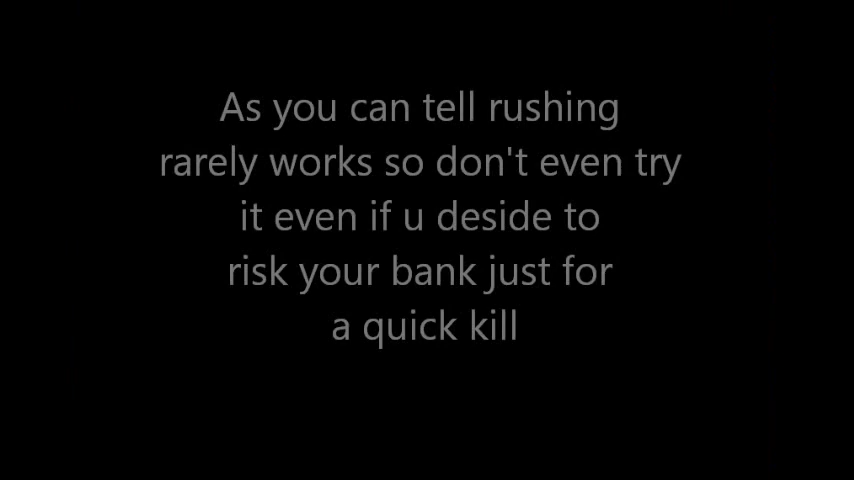 As you can tell rushing
rarely works so don't even try
it even if u deside to
risk your bank just for
a quick kill